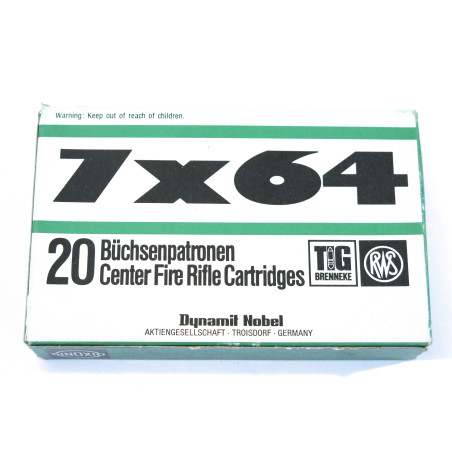 Warning: Keep out of reach of children.
7x64
20 Büchsenpatronen
Center Fire Rifle Cartridges
TIG
BRENNEKE
RWS
Dynamit Nobel
AKTIENGESELLSCHAFT · TROISDORF · GERMANY
SINOXID